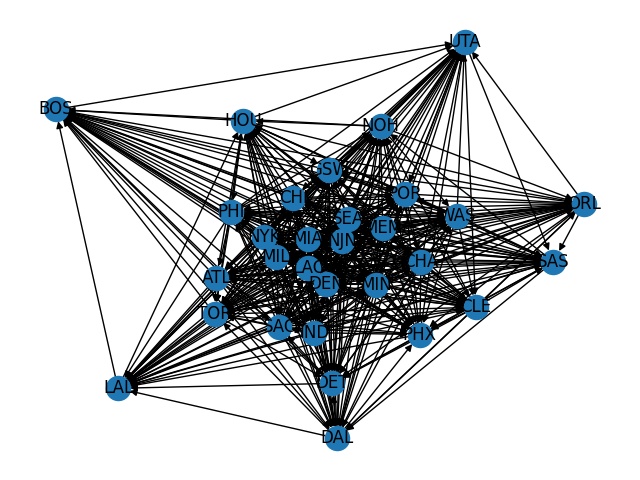 UTA
BOS
HOU
NOH
GSW
POR
CHI
ORL
PHI
WAS
SEA
MEM
NYK
MIA
NJN
MIL
SAS
CHA
LAC
ATL
DEN
MIN
CLE
TOR
SAC
IND
PHX
DET
LAL
DAL